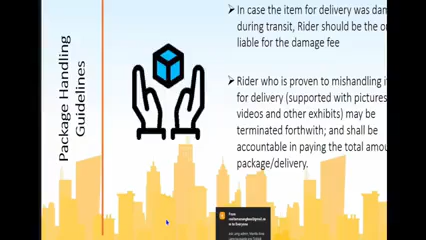 Package Handling
Guidelines
➢ In case the item for delivery was dam
during transit, Rider should be the o
liable for the damage fee
➢ Rider who is proven to mishandling i
for delivery (supported with pictures
videos and other exhibits) may be
terminated forthwith; and shall be
accountable in paying the total amou
package/delivery.
From
to Everyone